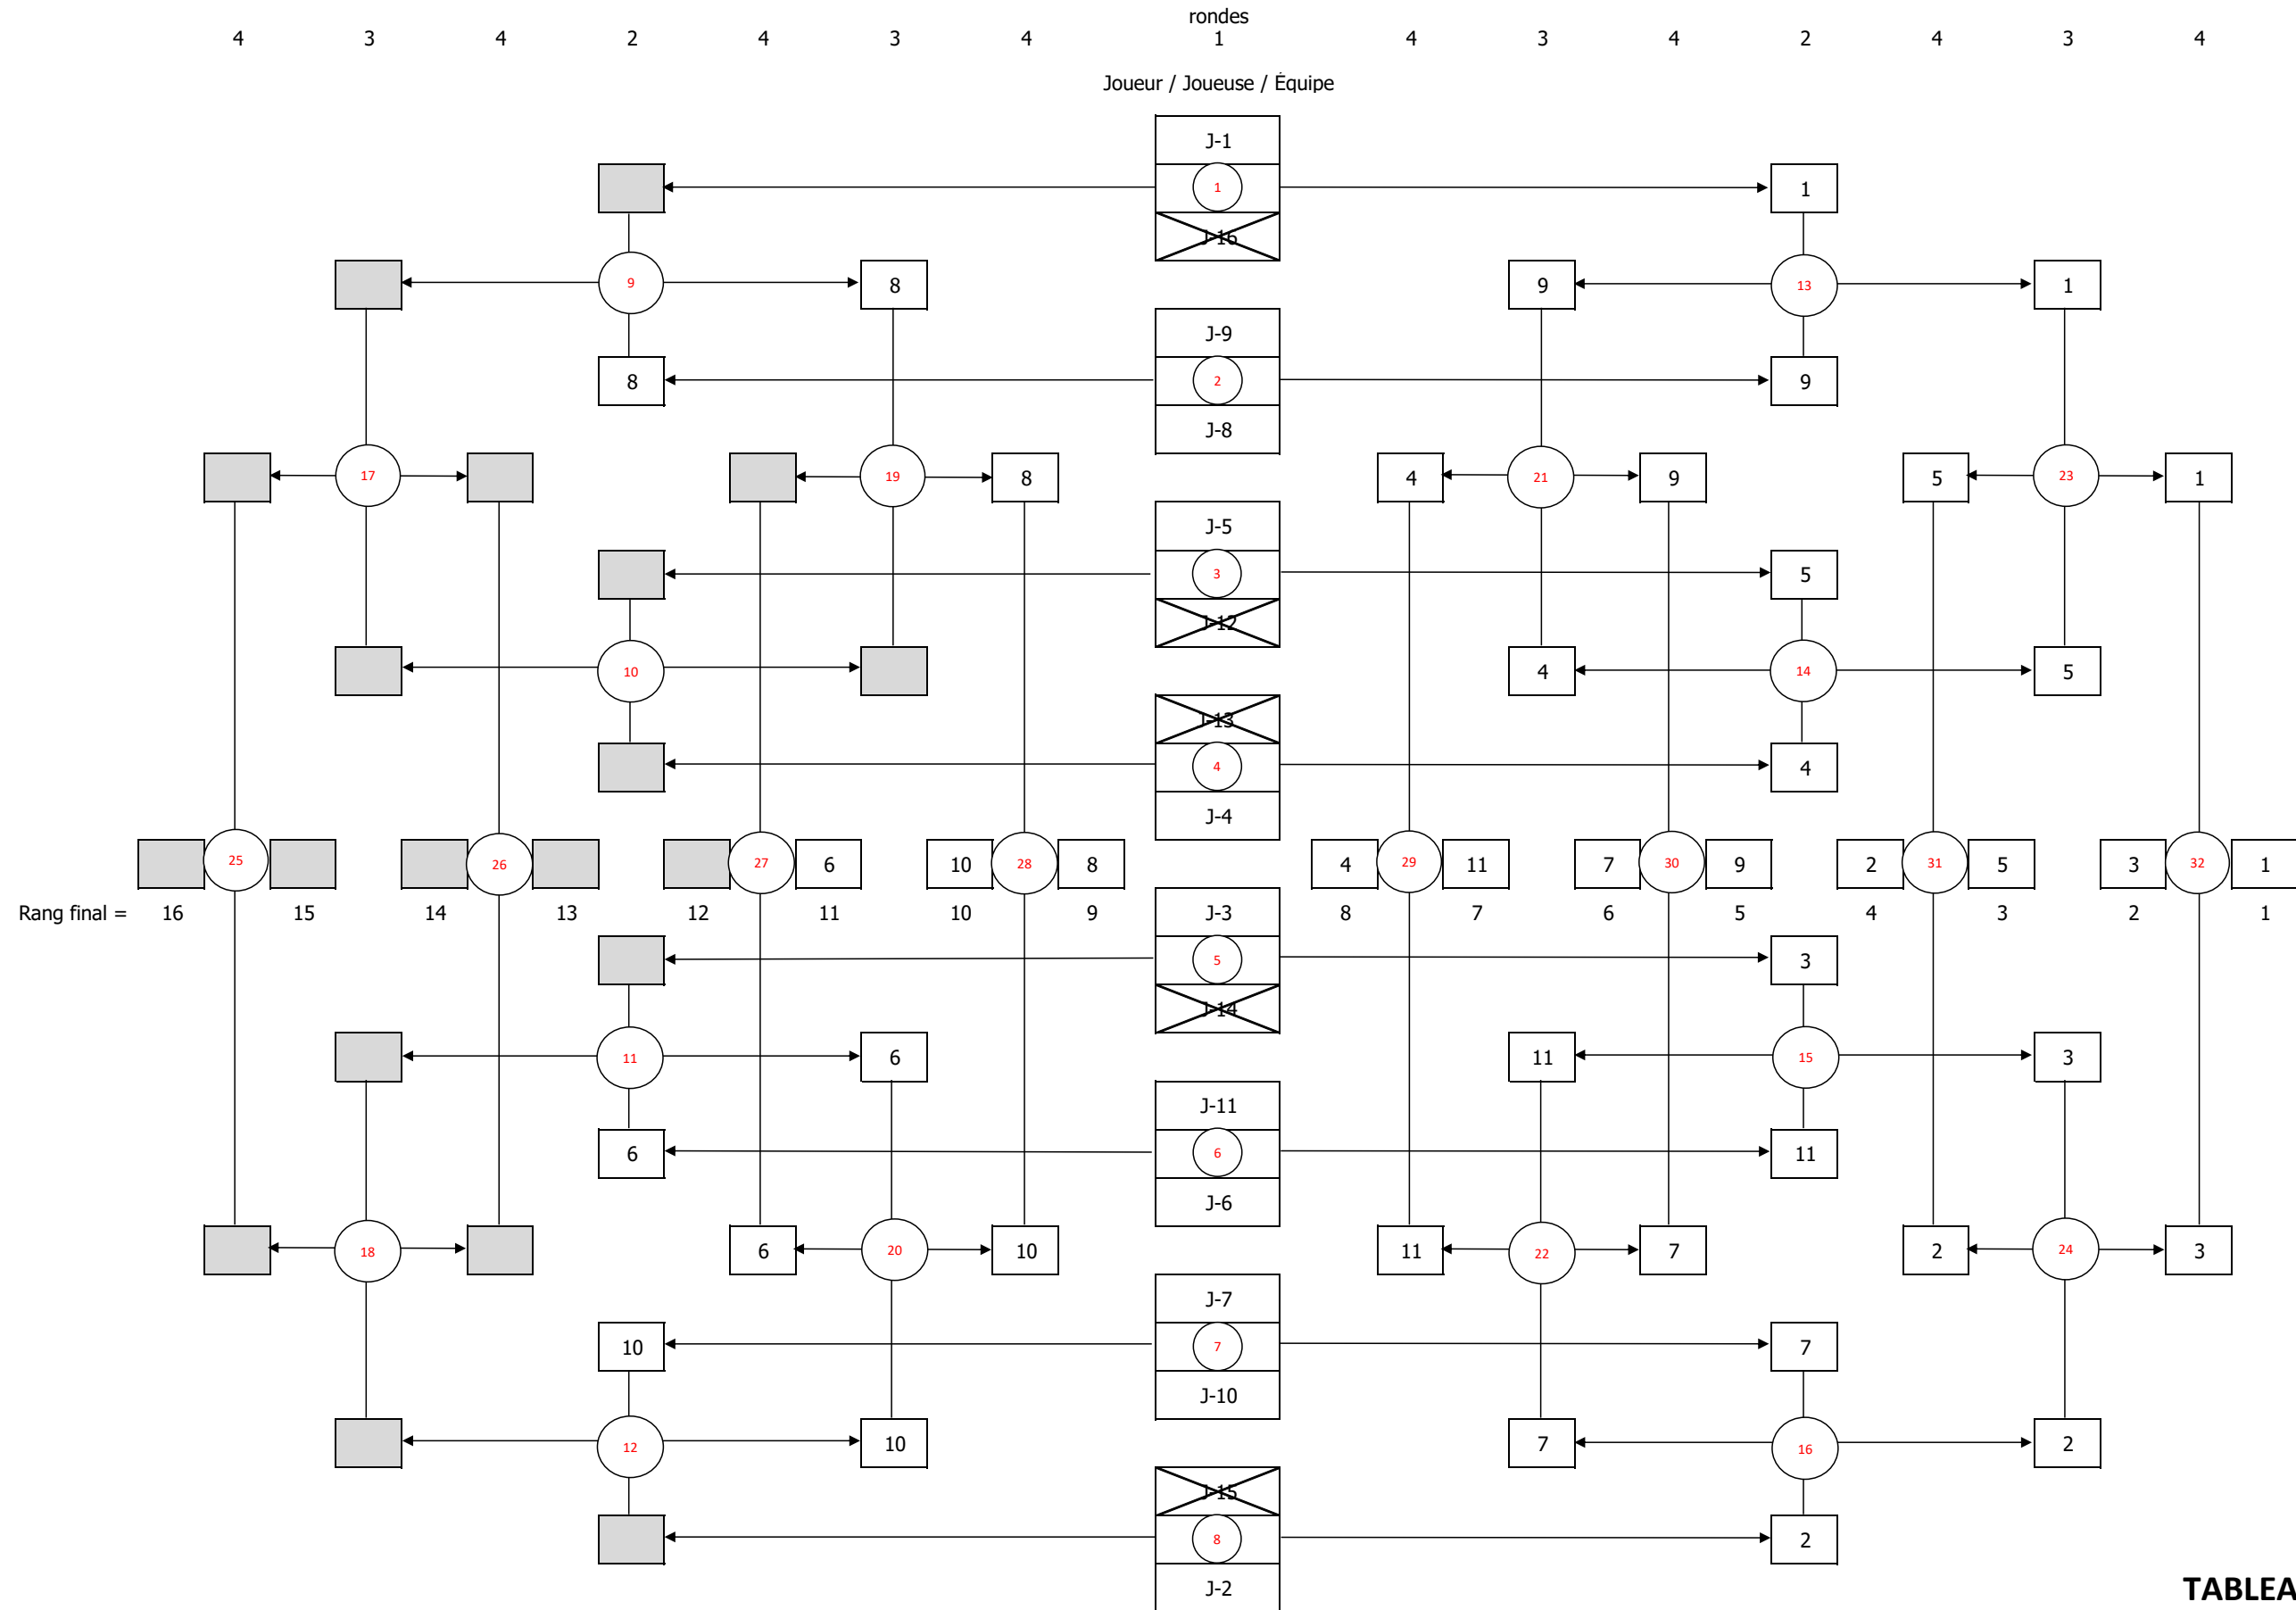 rondes
4 3 4 2 4 3 4 1 4 3 4 2 4 3 4
Joueur / Joueuse / Équipe
J-1
1 1
J-16
9 8 9 13 1
J-9
8 2 9
J-8
17 19 8 4 21 9 5 23 1
J-5
3 5
J-12
10 4 14 5
J-13
4 4
J-4
25 26 27 6 10 28 8 4 29 11 7 30 9 2 31 5 3 32 1
Rang final = 16 15 14 13 12 11 10 9 8 7 6 5 4 3 2 1
J-3
5 3
J-14
11 6 11 15 3
J-11
6 6 11
J-6
18 6 20 10 11 22 7 2 24 3
J-7
10 7 7
J-10
12 10 7 16 2
J-15
8 2
J-2
TABLEA